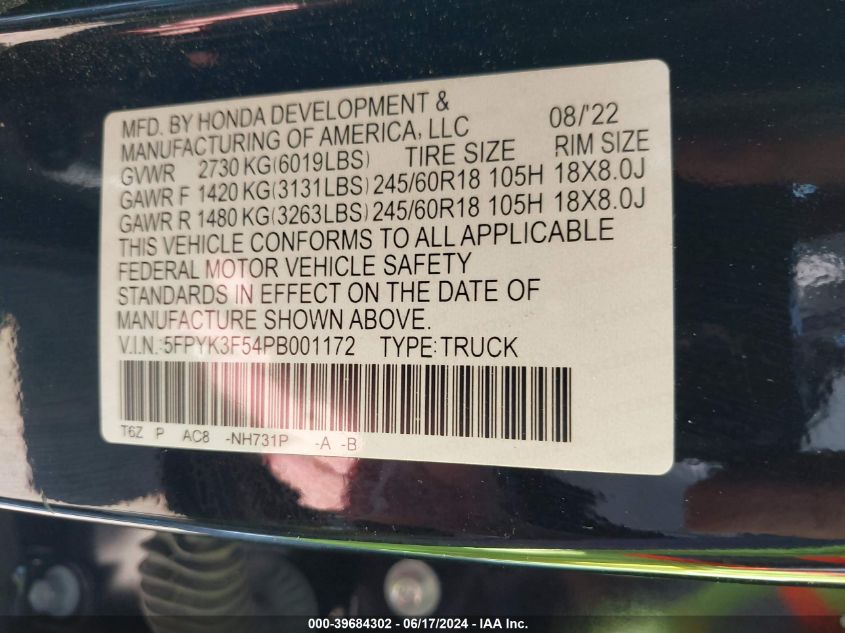 MFD. BY HONDA DEVELOPMENT & 08/'22
MANUFACTURING OF AMERICA, LLC
GVWR 2730 KG(6019LBS) TIRE SIZE RIM SIZE
GAWR F 1420 KG(3131LBS) 245/60R18 105H 18X8.0J
GAWR R 1480 KG(3263LBS) 245/60R18 105H 18X8.0J
THIS VEHICLE CONFORMS TO ALL APPLICABLE
FEDERAL MOTOR VEHICLE SAFETY
STANDARDS IN EFFECT ON THE DATE OF
MANUFACTURE SHOWN ABOVE.
V.I.N.:5FPYK3F54PB001172 TYPE:TRUCK
T6Z P AC8 -NH731P -A -B
000-39684302 - 06/17/2024 - IAA Inc.